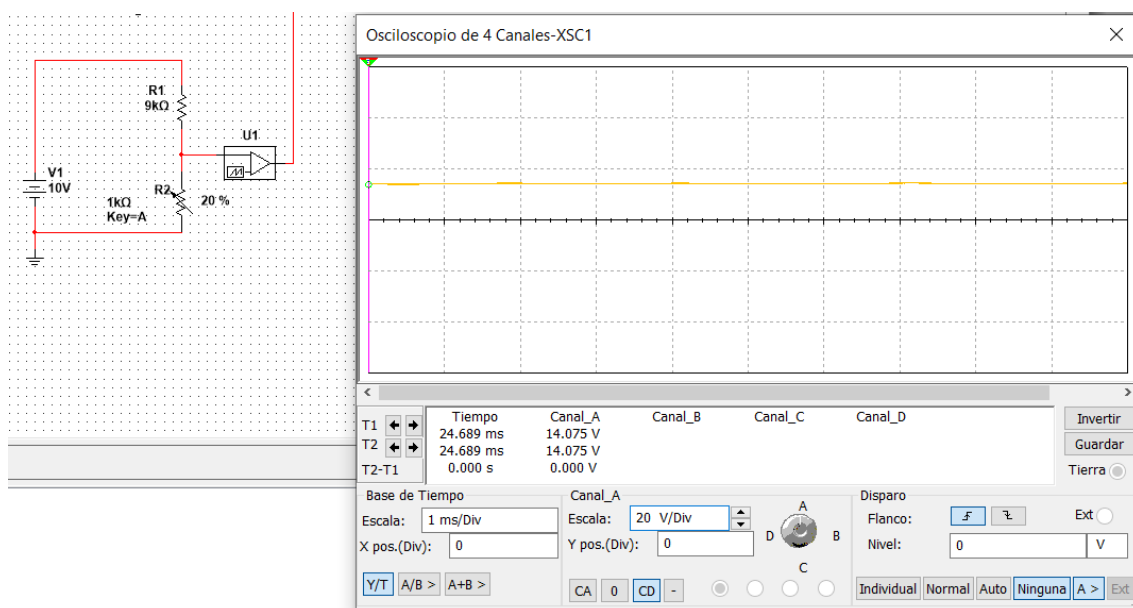 Osciloscopio de 4 Canales-XSC1
R1
9kΩ
U1
V1
10V
R2
20 %
1kΩ
Key=A
Tiempo Canal_A Canal_B Canal_C Canal_D
T1 24.689 ms 14.075 V
T2 24.689 ms 14.075 V
T2-T1 0.000 s 0.000 V
Invertir
Guardar
Tierra
Base de Tiempo
Escala: 1 ms/Div
X pos.(Div): 0
Y/T A/B > A+B >
Canal_A
Escala: 20 V/Div
Y pos.(Div): 0
CA 0 CD -
A
D B
C
Disparo
Flanco: Ext
Nivel: 0 V
Individual Normal Auto Ninguna A > Ext